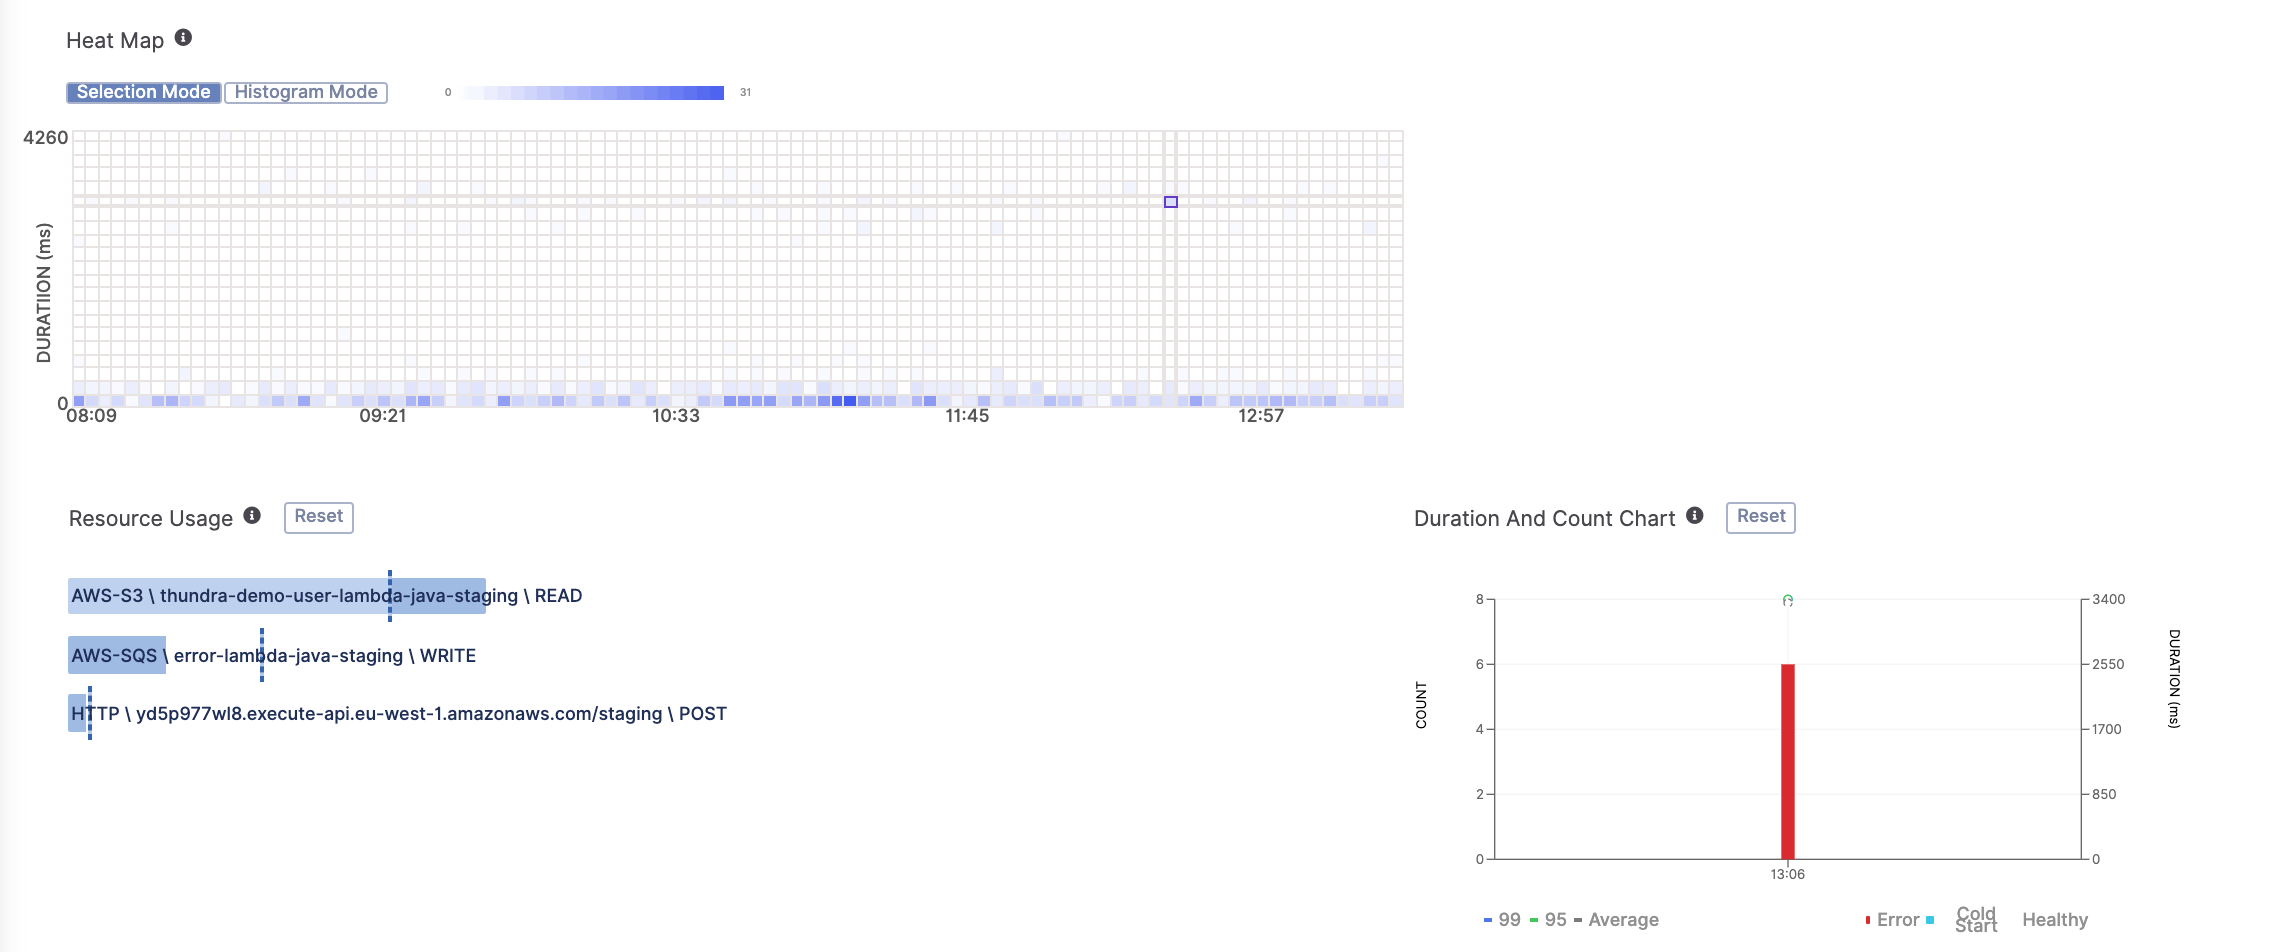 Heat Map
Selection Mode Histogram Mode 0 31
4260
DURATIION (ms)
0
08:09 09:21 10:33 11:45 12:57
Resource Usage Reset
AWS-S3 \ thundra-demo-user-lambda-java-staging \ READ
AWS-SQS \ error-lambda-java-staging \ WRITE
HTTP \ yd5p977wl8.execute-api.eu-west-1.amazonaws.com/staging \ POST
Duration And Count Chart Reset
8 3400
6 2550
4 1700
2 850
0 0
COUNT
DURATION (ms)
13:06
99 95 Average
Error Cold Start Healthy